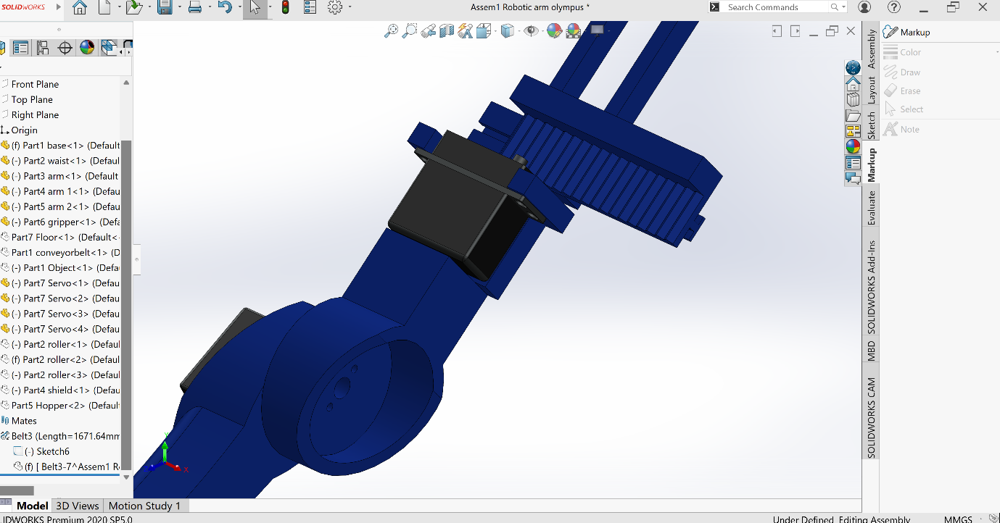 SOLIDWORKS
Assem1 Robotic arm olympus *
Search Commands
Front Plane
Top Plane
Right Plane
Origin
(f) Part1 base<1> (Default
(-) Part2 waist<1> (Defaul
(-) Part3 arm<1> (Default
(-) Part4 arm 1<1> (Defau
(-) Part5 arm 2<1> (Defau
(-) Part6 gripper<1> (Defa
Part7 Floor<1> (Default<
Part1 conveyorbelt<1> (D
(-) Part1 Object<1> (Defau
(-) Part7 Servo<1> (Defau
(-) Part7 Servo<2> (Defau
(-) Part7 Servo<3> (Defau
(-) Part7 Servo<4> (Defau
(-) Part2 roller<1> (Defaul
(f) Part2 roller<2> (Defaul
(-) Part2 roller<3> (Defaul
(-) Part4 shield<1> (Defau
Part5 Hopper<2> (Defaul
Mates
Belt3 (Length=1671.64mm
(-) Sketch6
(f) [ Belt3-7^Assem1 R
Y
X
Z
Assembly
Layout
Sketch
Markup
Evaluate
SOLIDWORKS Add-Ins
MBD
SOLIDWORKS CAM
Markup
Color
Draw
Erase
Select
Note
Model
3D Views
Motion Study 1
LIDWORKS Premium 2020 SP5.0
Under Defined
Editing Assembly
MMGS